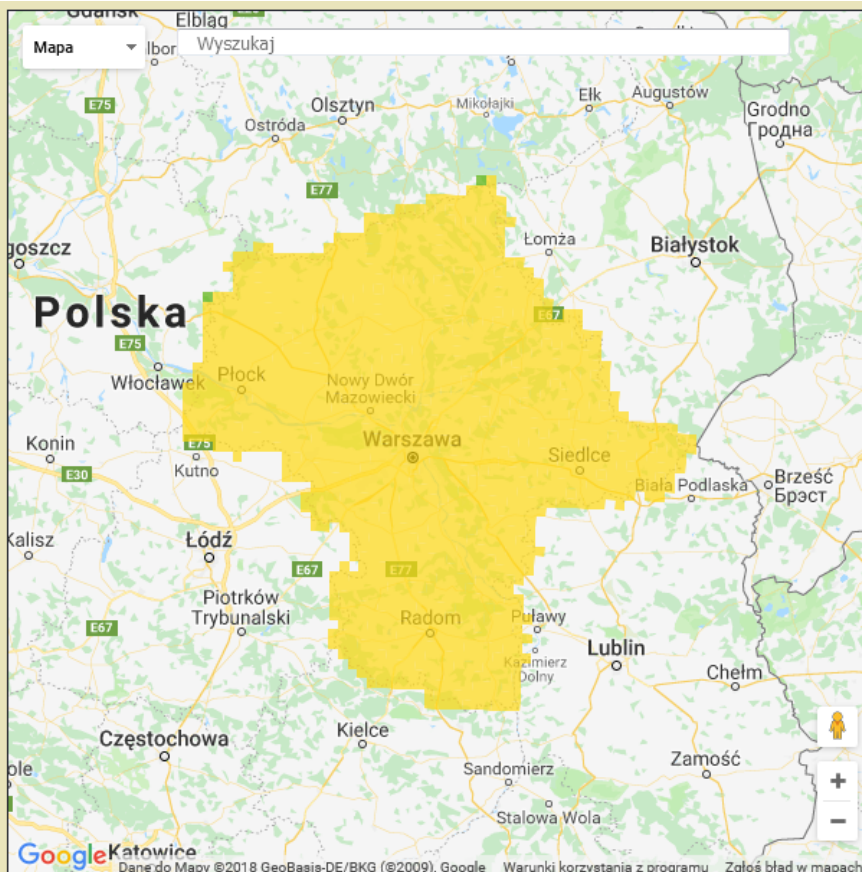 Gdańsk
Elbląg
Mapa
Wyszukaj
E75
Olsztyn
Mikołajki
Ełk
Augustów
Ostróda
Grodno
Гродна
E77
goszcz
Łomża
Białystok
Polska
E67
E75
Włocławek
Płock
Nowy Dwór
Mazowiecki
Konin
E75
Warszawa
Siedlce
Kutno
E30
Biała Podlaska
Brześć
Брэст
Kalisz
Łódź
E67
E77
Piotrków
Trybunalski
E67
Radom
Puławy
Lublin
Kazimierz
Dolny
Chełm
Kielce
Częstochowa
Zamość
ole
Sandomierz
Stalowa Wola
Google
Katowice
Dane do Mapy ©2018 GeoBasis-DE/BKG (©2009), Google Warunki korzystania z programu Zgłoś błąd w mapach